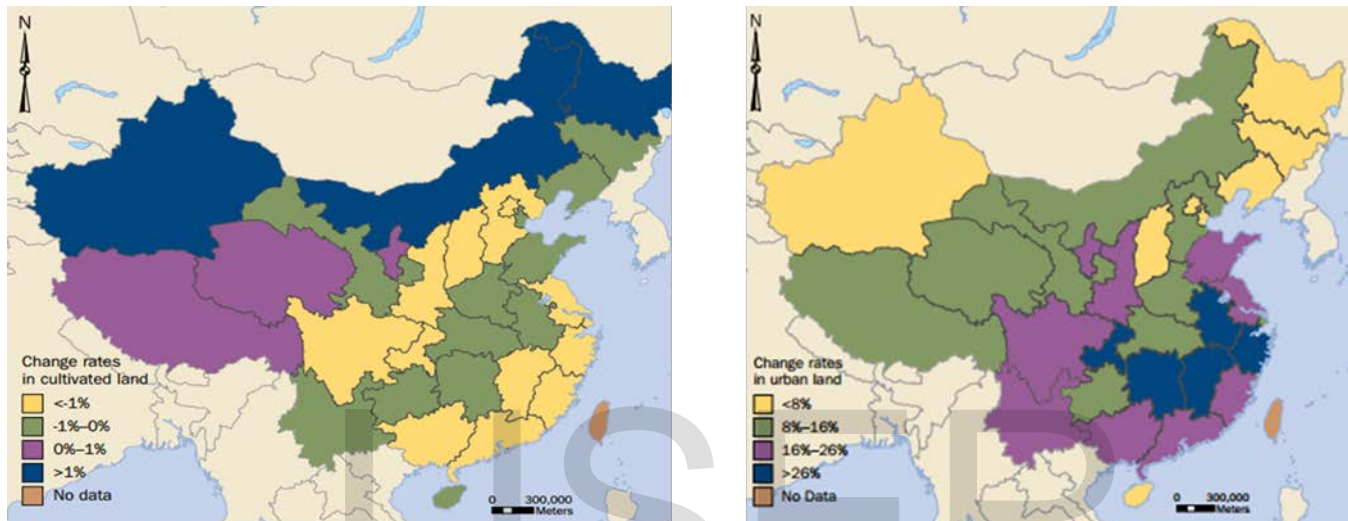 N
Change rates
in cultivated land
<-1%
-1%–0%
0%–1%
>1%
No data
0 300,000
Meters
N
Change rates
in urban land
<8%
8%–16%
16%–26%
>26%
No Data
0 300,000
Meters
IJSER